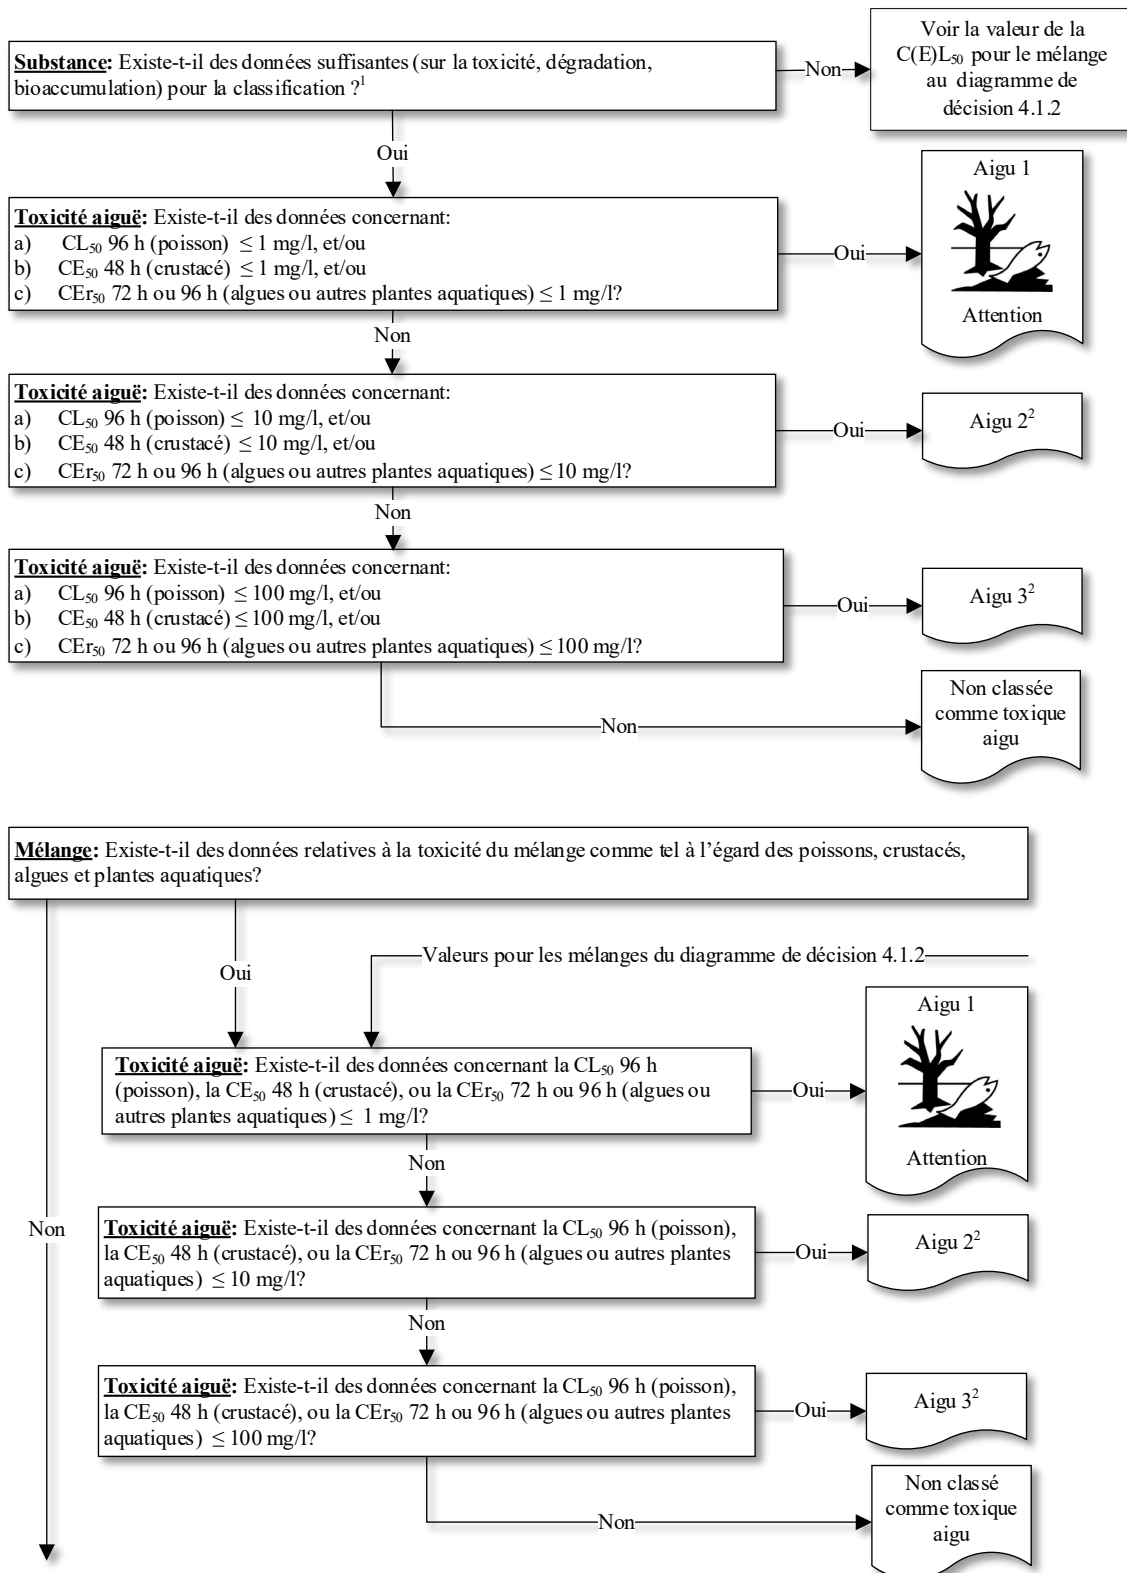 Substance: Existe-t-il des données suffisantes (sur la toxicité, dégradation,
bioaccumulation) pour la classification ?¹
Non
Voir la valeur de la
C(E)L₅₀ pour le mélange
au diagramme de
décision 4.1.2
Oui
Toxicité aiguë: Existe-t-il des données concernant:
a) CL₅₀ 96 h (poisson) ≤ 1 mg/l, et/ou
b) CE₅₀ 48 h (crustacé) ≤ 1 mg/l, et/ou
c) CEr₅₀ 72 h ou 96 h (algues ou autres plantes aquatiques) ≤ 1 mg/l?
Oui
Aigu 1
Attention
Non
Toxicité aiguë: Existe-t-il des données concernant:
a) CL₅₀ 96 h (poisson) ≤ 10 mg/l, et/ou
b) CE₅₀ 48 h (crustacé) ≤ 10 mg/l, et/ou
c) CEr₅₀ 72 h ou 96 h (algues ou autres plantes aquatiques) ≤ 10 mg/l?
Oui
Aigu 2²
Non
Toxicité aiguë: Existe-t-il des données concernant:
a) CL₅₀ 96 h (poisson) ≤ 100 mg/l, et/ou
b) CE₅₀ 48 h (crustacé) ≤ 100 mg/l, et/ou
c) CEr₅₀ 72 h ou 96 h (algues ou autres plantes aquatiques) ≤ 100 mg/l?
Oui
Aigu 3²
Non
Non classée
comme toxique
aigu
Mélange: Existe-t-il des données relatives à la toxicité du mélange comme tel à l'égard des poissons, crustacés,
algues et plantes aquatiques?
Oui
Valeurs pour les mélanges du diagramme de décision 4.1.2
Toxicité aiguë: Existe-t-il des données concernant la CL₅₀ 96 h
(poisson), la CE₅₀ 48 h (crustacé), ou la CEr₅₀ 72 h ou 96 h (algues ou
autres plantes aquatiques) ≤ 1 mg/l?
Oui
Aigu 1
Attention
Non
Non
Toxicité aiguë: Existe-t-il des données concernant la CL₅₀ 96 h (poisson),
la CE₅₀ 48 h (crustacé), ou la CEr₅₀ 72 h ou 96 h (algues ou autres plantes
aquatiques) ≤ 10 mg/l?
Oui
Aigu 2²
Non
Toxicité aiguë: Existe-t-il des données concernant la CL₅₀ 96 h (poisson),
la CE₅₀ 48 h (crustacé), ou la CEr₅₀ 72 h ou 96 h (algues ou autres plantes
aquatiques) ≤ 100 mg/l?
Oui
Aigu 3²
Non
Non classé
comme toxique
aigu